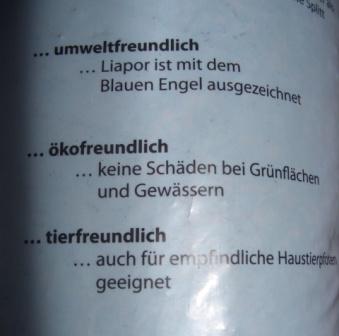 Splitt
... umweltfreundlich
... Liapor ist mit dem
Blauen Engel ausgezeichnet
... ökofreundlich
... keine Schäden bei Grünflächen
und Gewässern
... tierfreundlich
... auch für empfindliche Haustierpfoten
geeignet